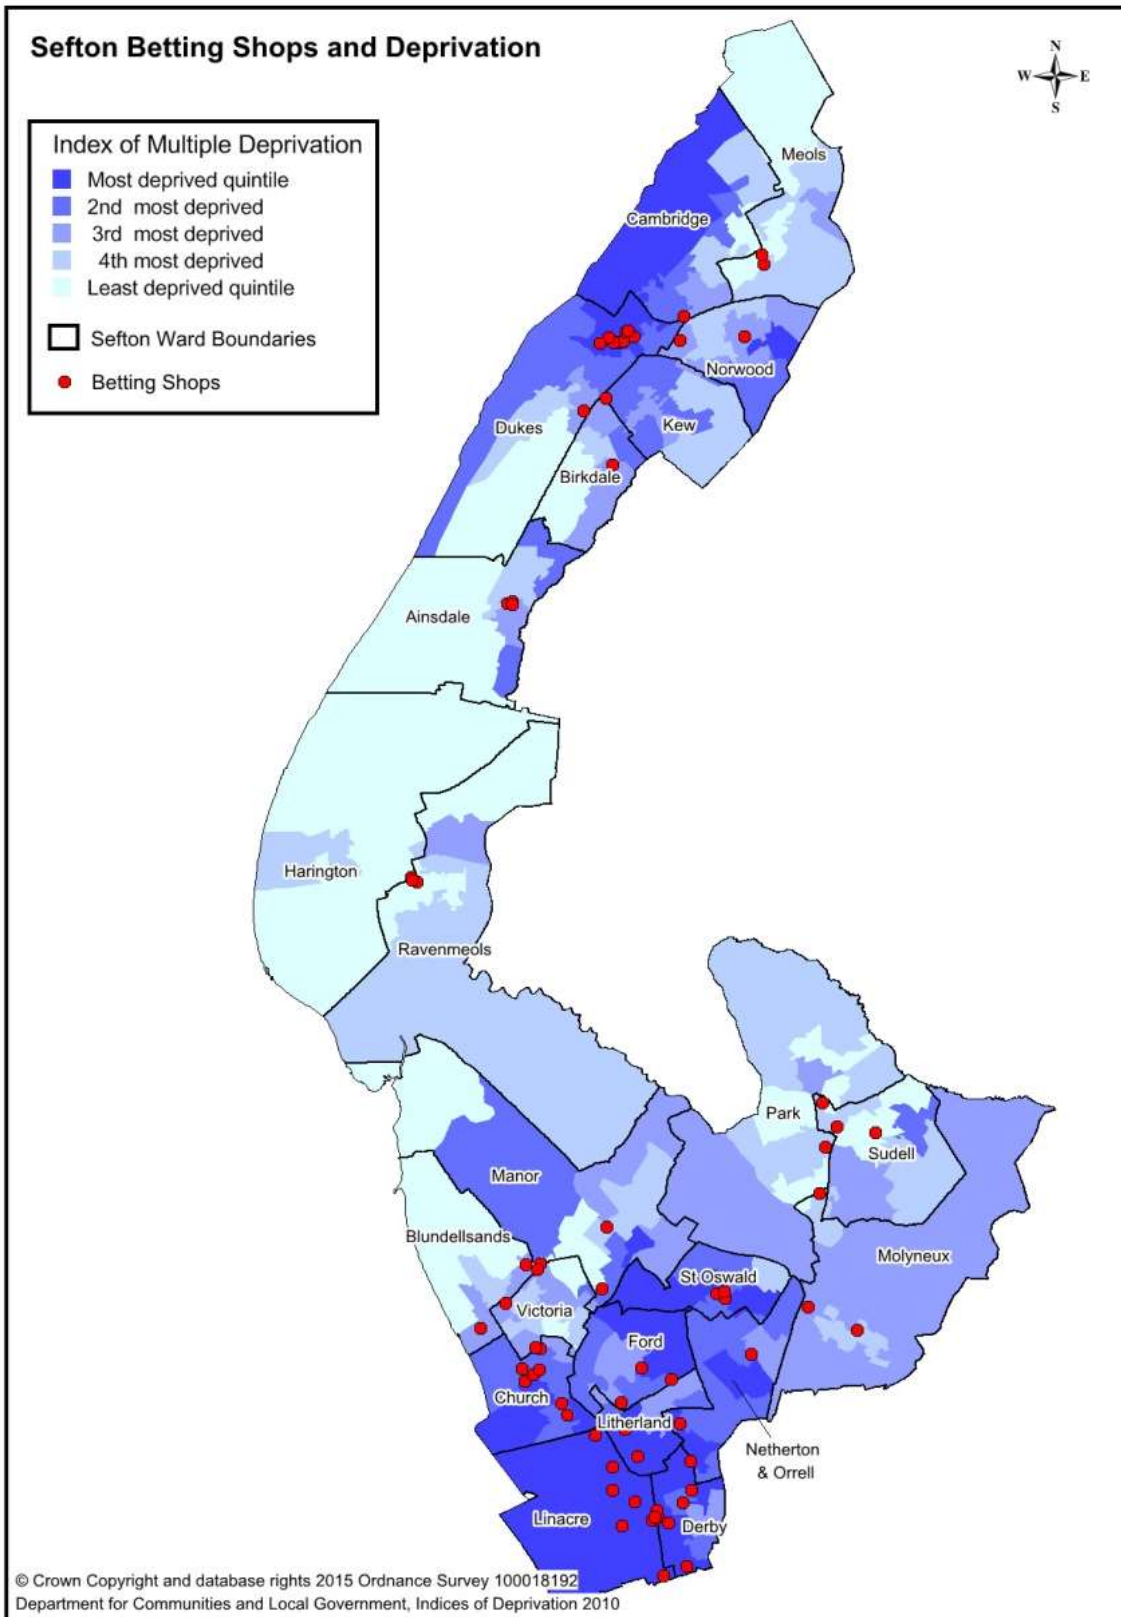 Sefton Betting Shops and Deprivation
N
W E
S
Index of Multiple Deprivation
Most deprived quintile
2nd most deprived
3rd most deprived
4th most deprived
Least deprived quintile
Sefton Ward Boundaries
Betting Shops
Meols
Cambridge
Norwood
Dukes
Kew
Birkdale
Ainsdale
Harington
Ravenmeols
Park
Sudell
Manor
Blundellsands
Molyneux
St Oswald
Victoria
Ford
Church
Litherland
Netherton
& Orrell
Linacre
Derby
© Crown Copyright and database rights 2015 Ordnance Survey 100018192
Department for Communities and Local Government, Indices of Deprivation 2010